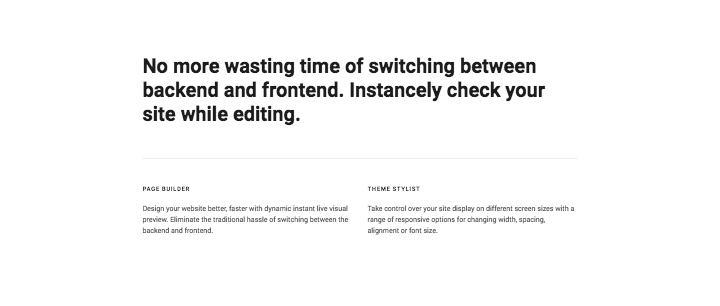 No more wasting time of switching between
backend and frontend. Instancely check your
site while editing.
PAGE BUILDER
Design your website better, faster with dynamic instant live visual
preview. Eliminate the traditional hassle of switching between the
backend and frontend.
THEME STYLIST
Take control over your site display on different screen sizes with a
range of responsive options for changing width, spacing,
alignment or font size.